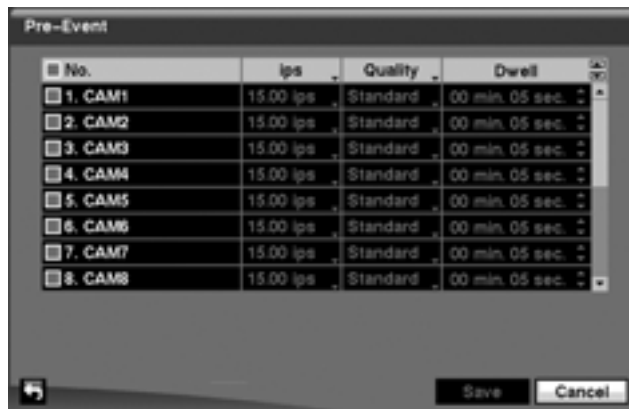 Pre-Event
No. ips Quality Dwell
1. CAM1 15.00 ips Standard 00 min. 05 sec.
2. CAM2 15.00 ips Standard 00 min. 05 sec.
3. CAM3 15.00 ips Standard 00 min. 05 sec.
4. CAM4 15.00 ips Standard 00 min. 05 sec.
5. CAM5 15.00 ips Standard 00 min. 05 sec.
6. CAM6 15.00 ips Standard 00 min. 05 sec.
7. CAM7 15.00 ips Standard 00 min. 05 sec.
8. CAM8 15.00 ips Standard 00 min. 05 sec.
Save Cancel